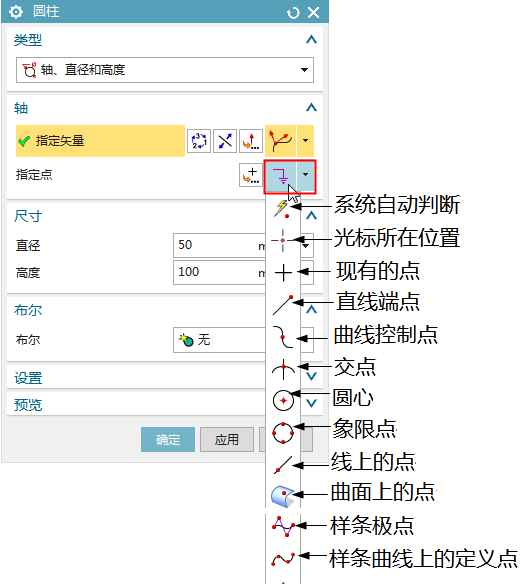 圆柱
类型
轴、直径和高度
轴
指定矢量
指定点
系统自动判断
尺寸
光标所在位置
直径
50
现有的点
高度
100
直线端点
布尔
曲线控制点
布尔
无
交点
设置
圆心
预览
象限点
确定
应用
线上的点
曲面上的点
样条极点
样条曲线上的定义点